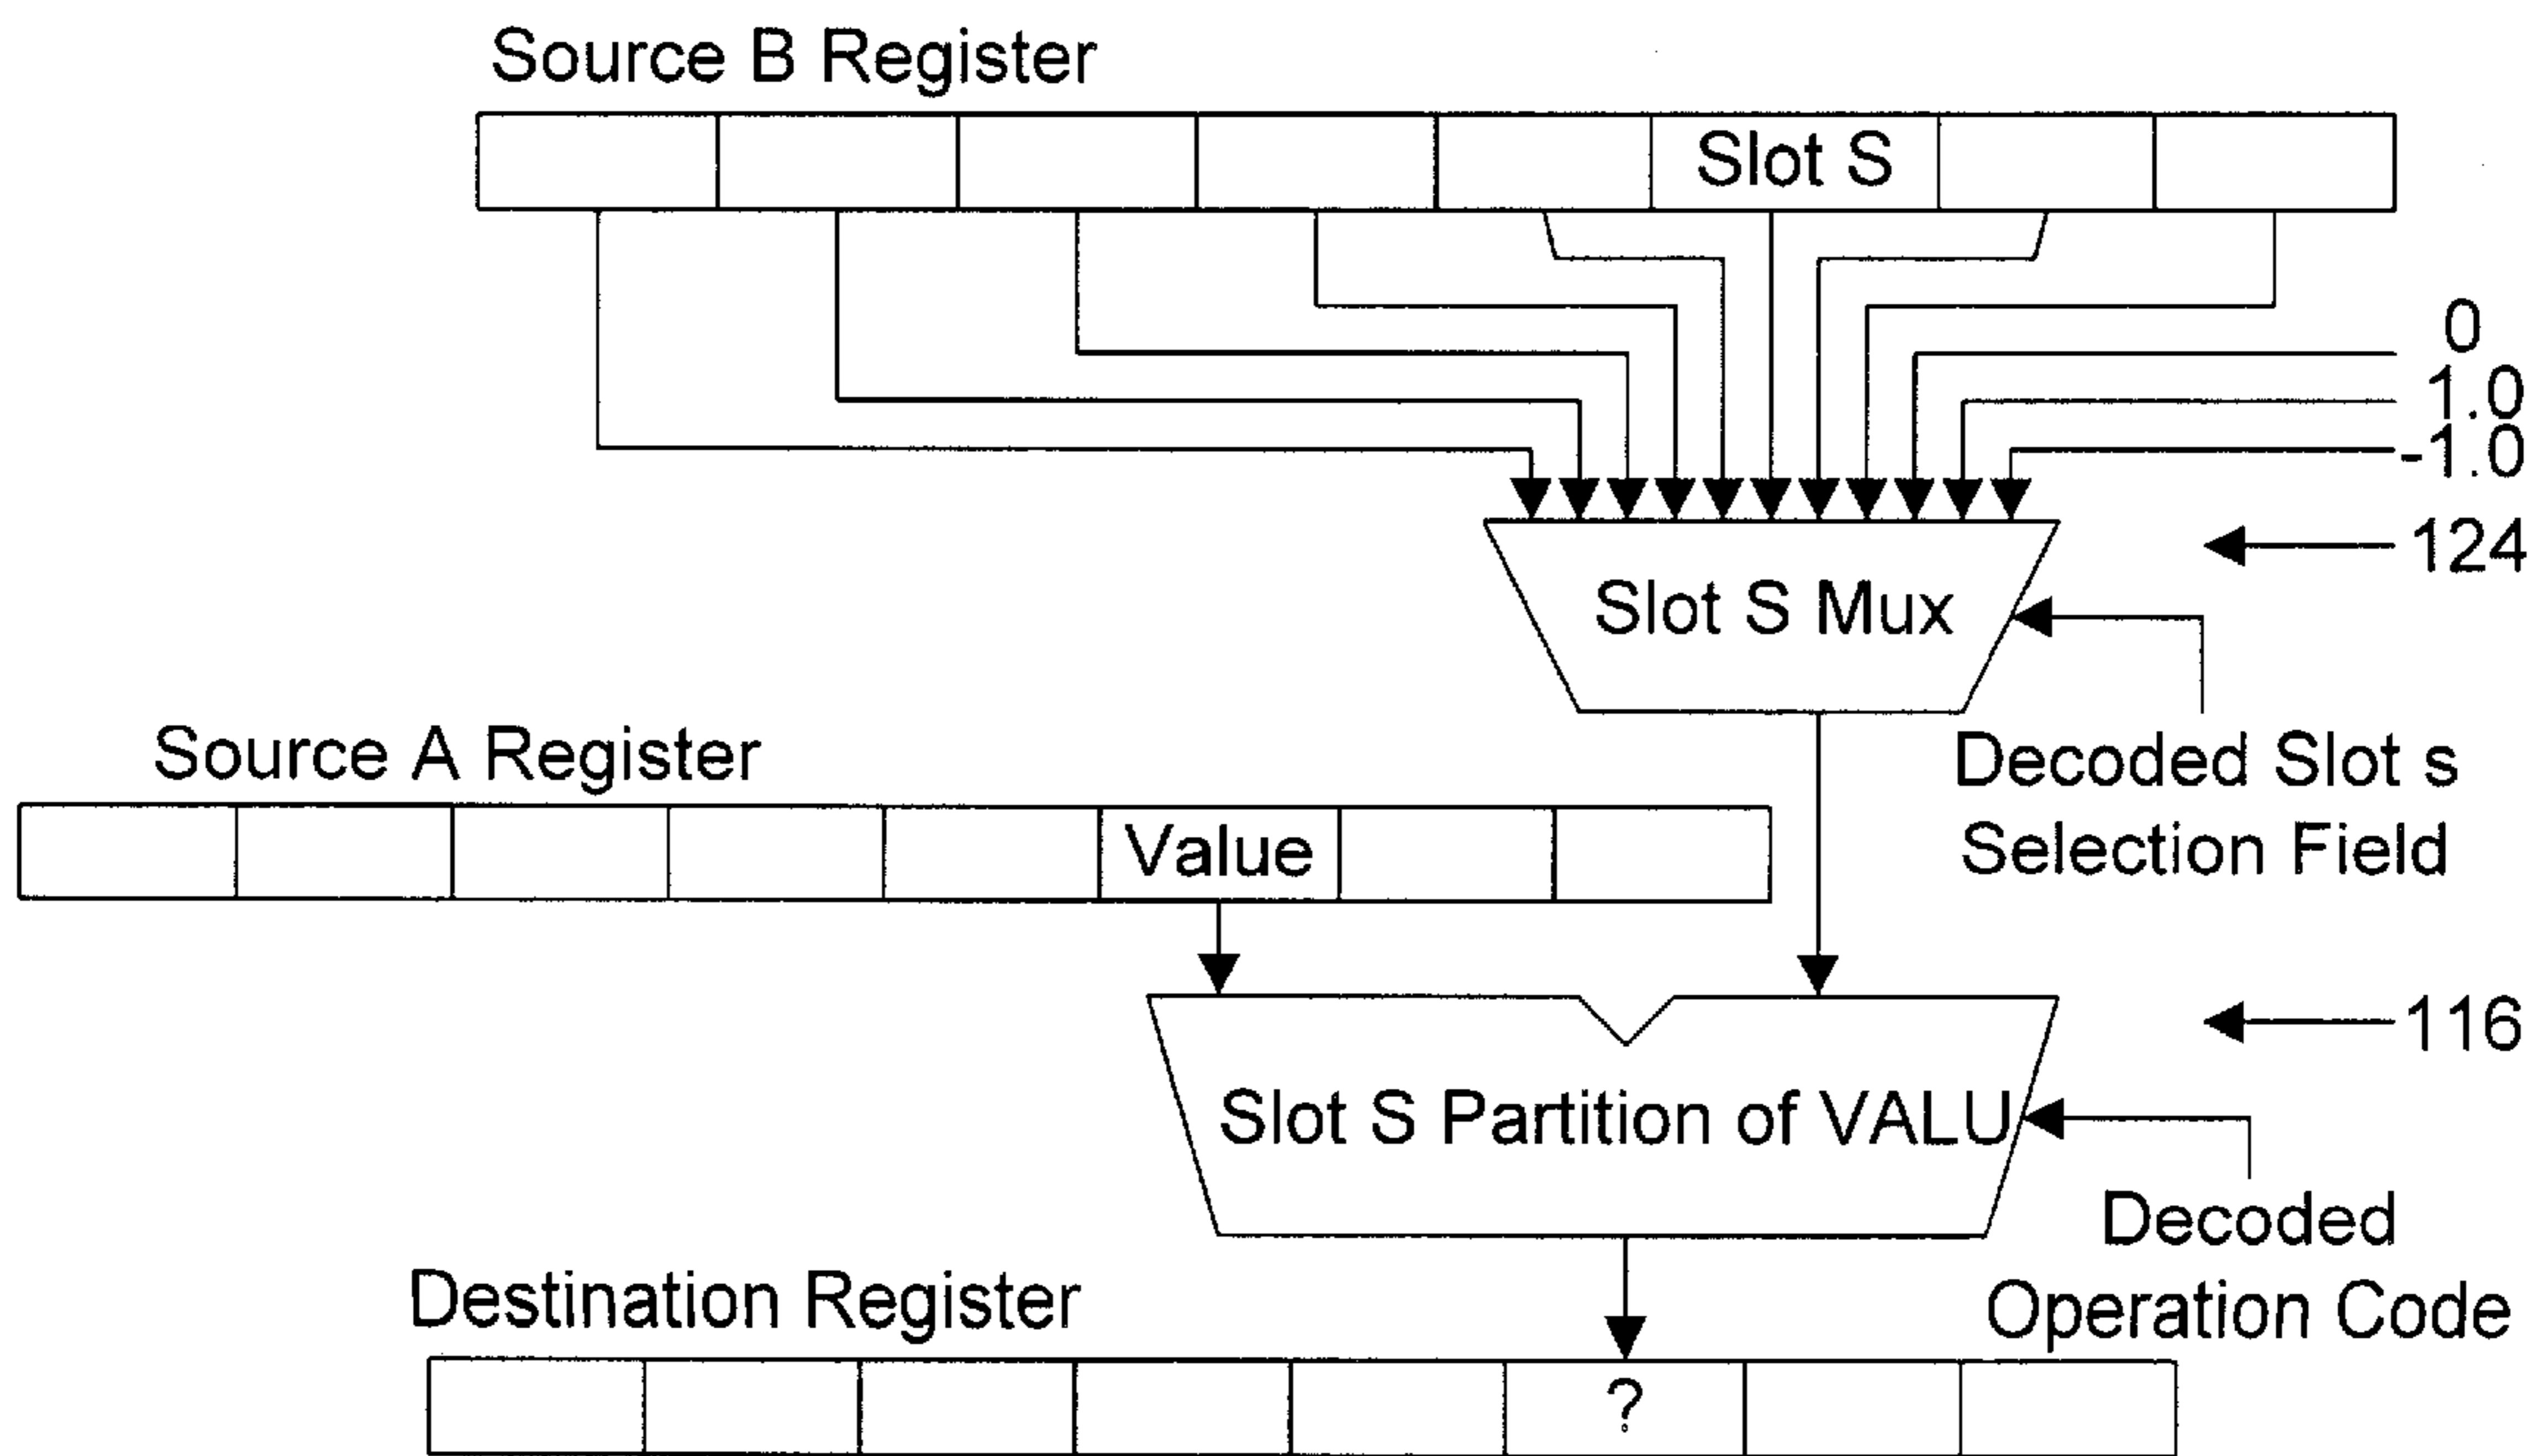 Source B Register
Slot S
0
1.0
-1.0
124
Slot S Mux
Source A Register
Decoded Slot s
Selection Field
Value
116
Slot S Partition of VALU
Decoded
Operation Code
Destination Register
?